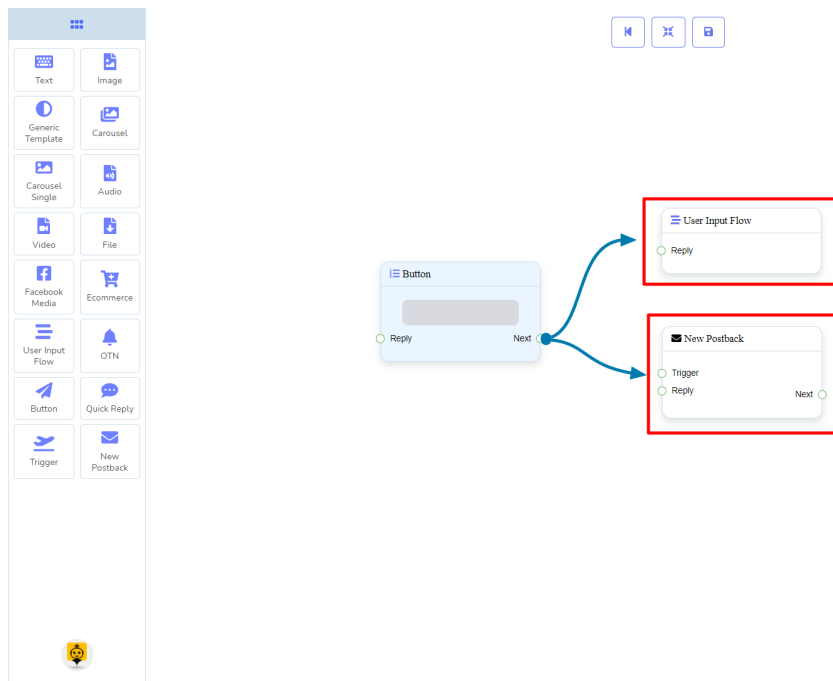 Text
Image
Generic
Template
Carousel
Carousel
Single
Audio
Video
File
Facebook
Media
Ecommerce
User Input
Flow
OTN
Button
Quick Reply
Trigger
New
Postback
Button
Reply
Next
User Input Flow
Reply
New Postback
Trigger
Reply
Next